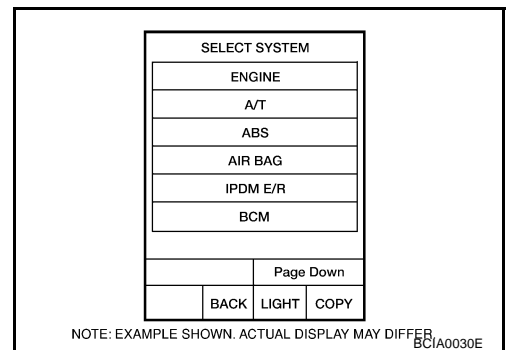 SELECT SYSTEM
ENGINE
A/T
ABS
AIR BAG
IPDM E/R
BCM
Page Down
BACK LIGHT COPY
NOTE: EXAMPLE SHOWN. ACTUAL DISPLAY MAY DIFFER.
BCIA0030E